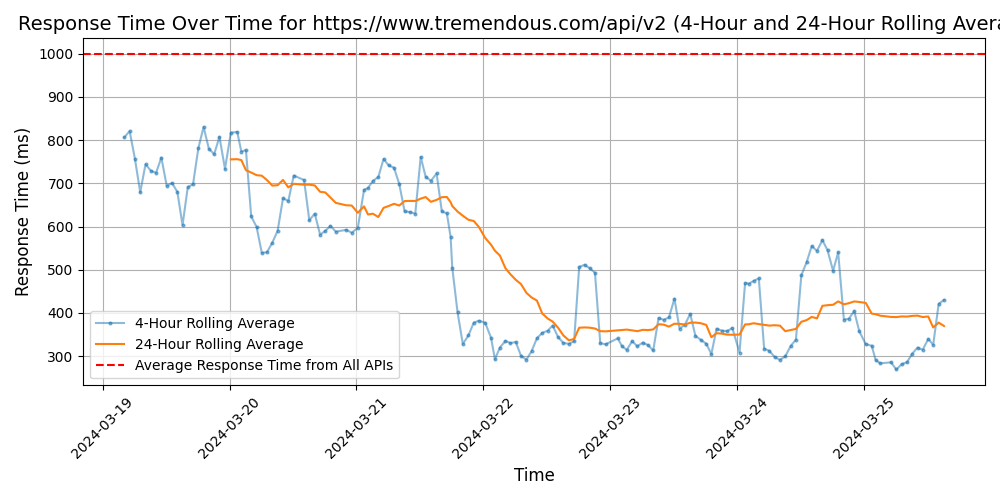 Response Time Over Time for https://www.tremendous.com/api/v2 (4-Hour and 24-Hour Rolling Avera
1000
900
800
700
600
500
400
300
Response Time (ms)
4-Hour Rolling Average
24-Hour Rolling Average
Average Response Time from All APIs
2024-03-19
2024-03-20
2024-03-21
2024-03-22
2024-03-23
2024-03-24
2024-03-25
Time